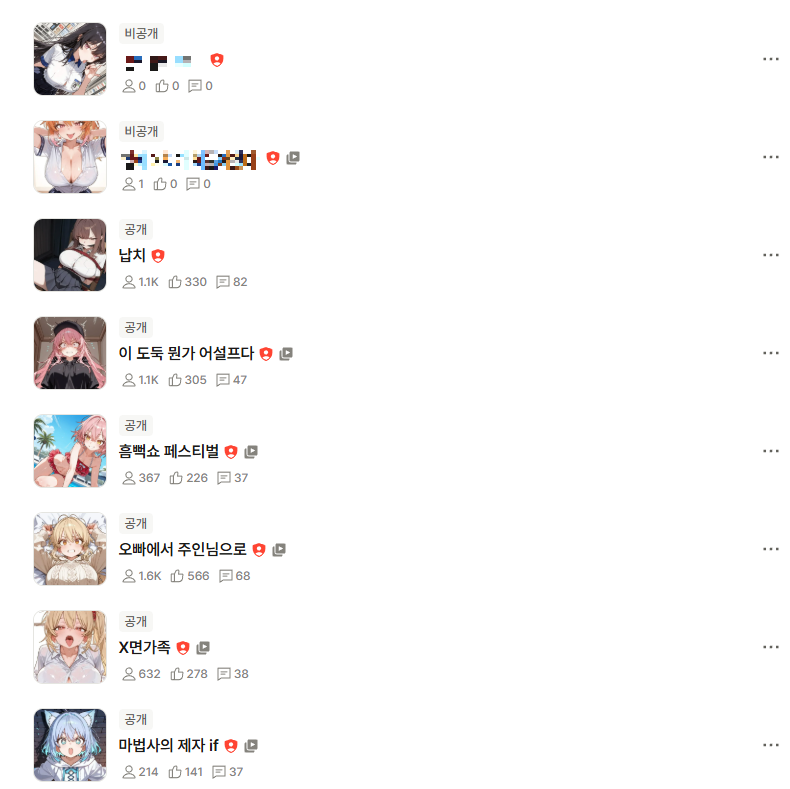 비공개
0 0 0
비공개
1 0 0
공개
납치
1.1K 330 82
공개
이 도둑 뭔가 어설프다
1.1K 305 47
공개
흠뻑쇼 페스티벌
367 226 37
공개
오빠에서 주인님으로
1.6K 566 68
공개
X면가족
632 278 38
공개
마법사의 제자 if
214 141 37